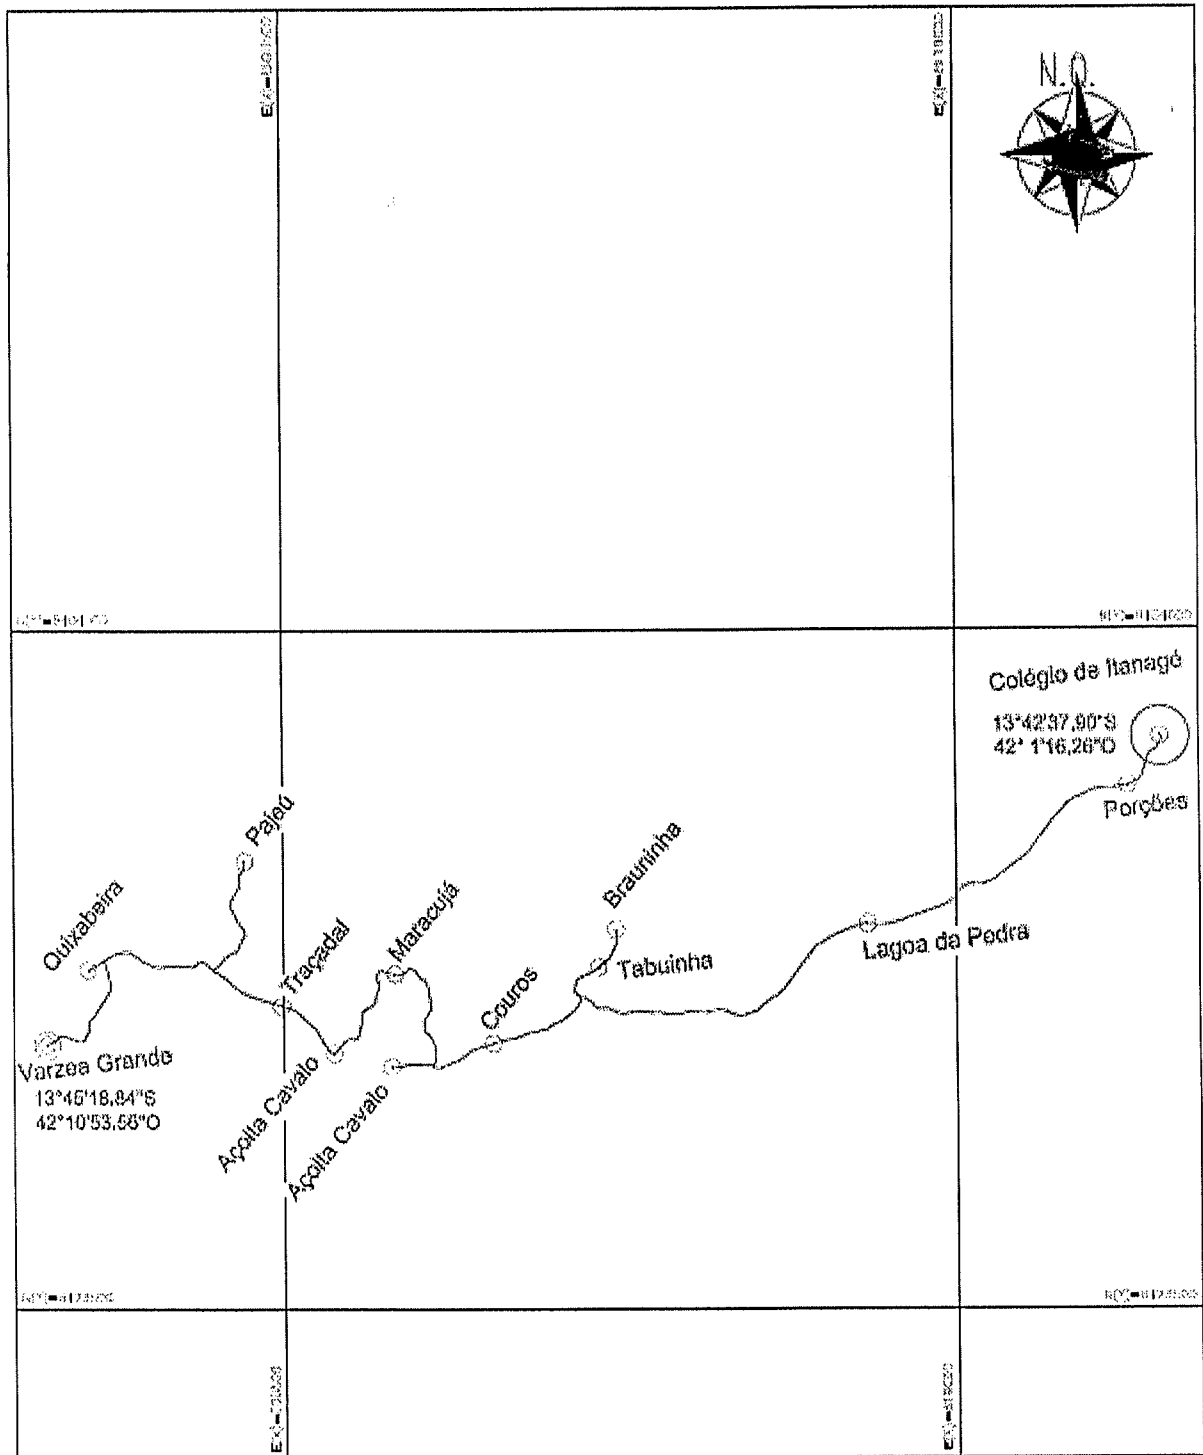 N.Q.
Colégio de Itanagé
13°42'37,90"S
42° 1'16,26"O
Porções
Pajeú
Brauninha
Quixabeira
Maracujá
Lagoa da Pedra
Traçadal
Tabuinha
Couros
Varzea Grande
13°45'18,84"S
42°10'53,56"O
Açoita Cavalo
Açoita Cavalo